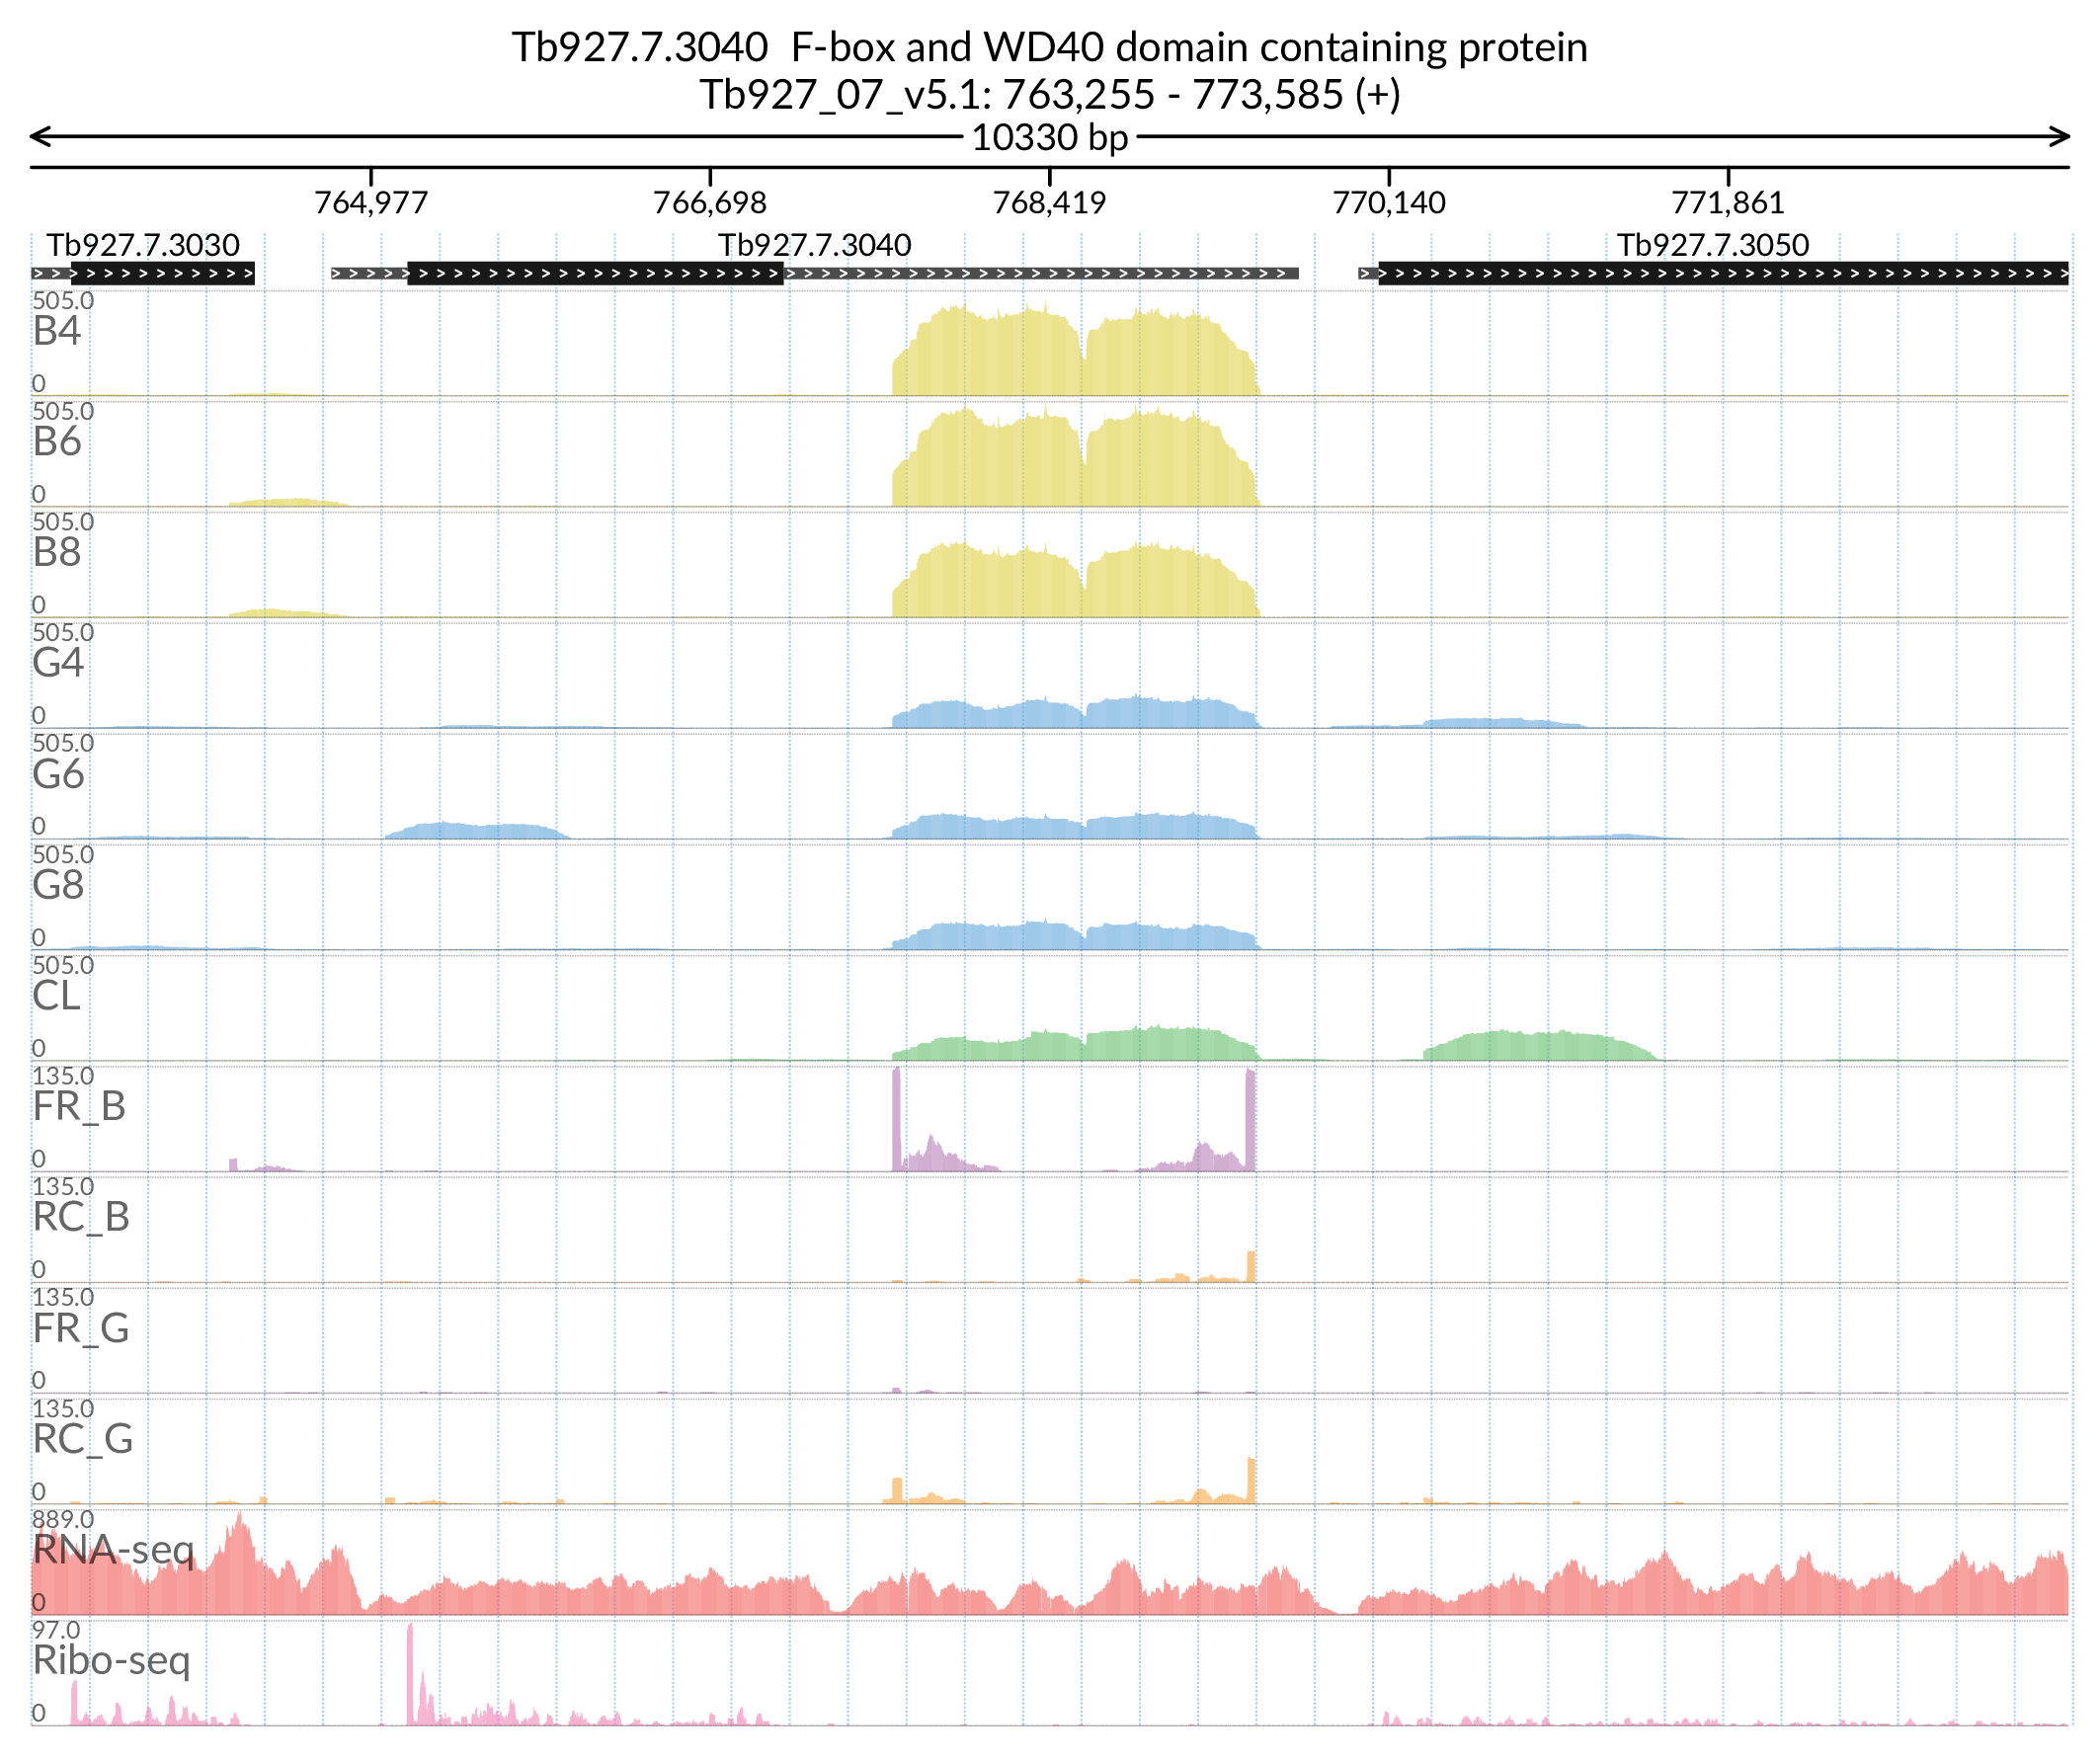 Tb927.7.3040 F-box and WD40 domain containing protein
Tb927_07_v5.1: 763,255 - 773,585 (+)
10330 bp
764,977 766,698 768,419 770,140 771,861
Tb927.7.3030 Tb927.7.3040 Tb927.7.3050
505.0
B4
0
505.0
B6
0
505.0
B8
0
505.0
G4
0
505.0
G6
0
505.0
G8
0
505.0
CL
0
135.0
FR_B
0
135.0
RC_B
0
135.0
FR_G
0
135.0
RC_G
0
889.0
RNA-seq
0
97.0
Ribo-seq
0